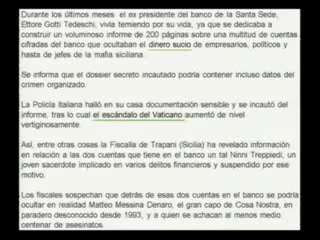 Durante los últimos meses  el ex presidente del banco de la Santa Sede,
Ettore Gotti Tedeschi, vivía temiendo por su vida, ya que se dedicaba a
construir un voluminoso informe de 200 páginas sobre una multitud de cuentas
cifradas del banco que ocultaban el dinero sucio de empresarios, políticos y
hasta de jefes de la mafia siciliana.
Se informa que el dossier secreto incautado podría contener incluso datos del
crimen organizado.
La Policía italiana halló en su casa documentación sensible y se incautó del
informe, tras lo cual el escándalo del Vaticano aumentó de nivel
vertiginosamente.
Así, entre otras cosas la Fiscalía de Trapani (Sicilia) ha revelado información
en relación a las dos cuentas que tiene en el banco un tal Ninni Treppiedi, un
joven sacerdote implicado en varios delitos financieros y suspendido por ese
motivo.
Los fiscales sospechan que detrás de esas dos cuentas en el banco se podría
ocultar en realidad Matteo Messina Denaro, el gran capo de Cosa Nostra, en
paradero desconocido desde 1993, y a quien se achacan al menos medio
centenar de asesinatos.